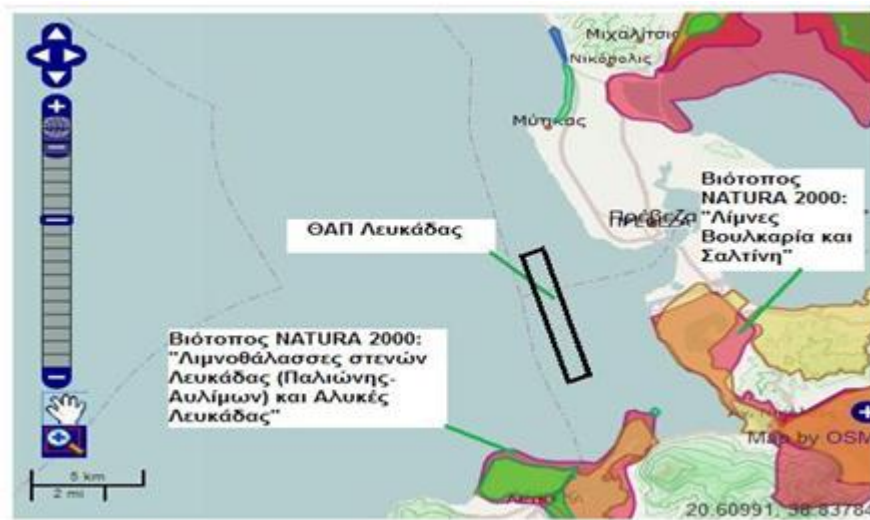 Μιχαλίτσι
Νικόπολις
Μύτικας
Βιότοπος
NATURA 2000:
"Λίμνες
Βουλκαρία και
Σαλτίνη"
ΘΑΠ Λευκάδας
Πρέβεζα
ΠΡΕΒΕΖΑ
Βιότοπος NATURA 2000:
"Λιμνοθάλασσες στενών
Λευκάδας (Παλιώνης-
Αυλίμων) και Αλυκές
Λευκάδας"
Map by OSM
5 km
2 mi
20.60991, 38.83784